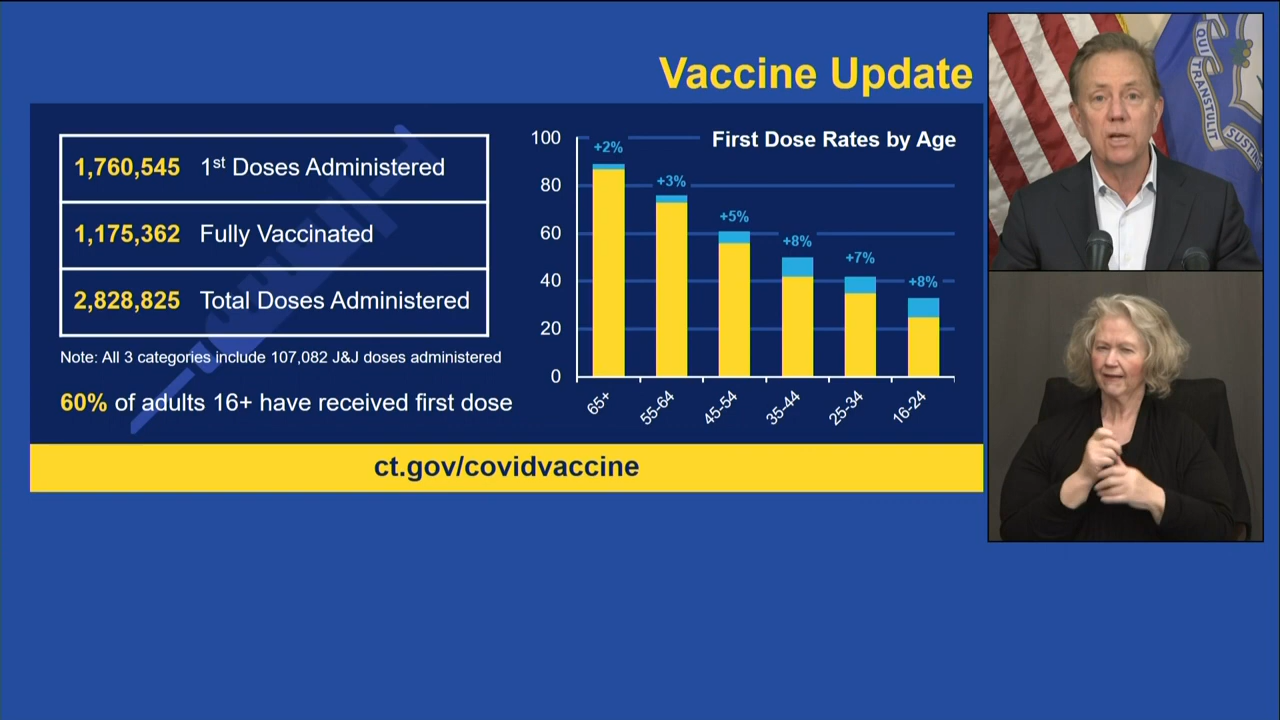 Vaccine Update
1,760,545 1st Doses Administered
1,175,362 Fully Vaccinated
2,828,825 Total Doses Administered
Note: All 3 categories include 107,082 J&J doses administered
60% of adults 16+ have received first dose
First Dose Rates by Age
100
80
60
40
20
0
+2%
+3%
+5%
+8%
+7%
+8%
65+
55-64
45-54
35-44
25-34
16-24
ct.gov/covidvaccine
QUI TRANSTULIT